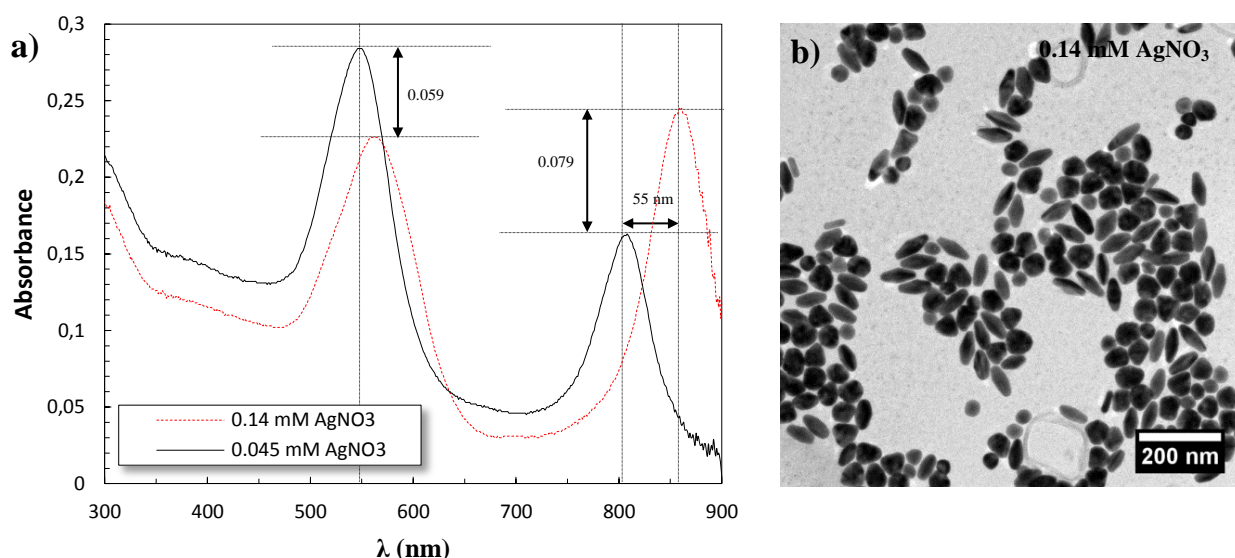 a)
0,3
0,25
0,2
0,15
0,1
0,05
0
Absorbance
0.059
0.079
55 nm
0.14 mM AgNO3
0.045 mM AgNO3
300
400
500
600
700
800
900
λ (nm)
b)
0.14 mM AgNO₃
200 nm